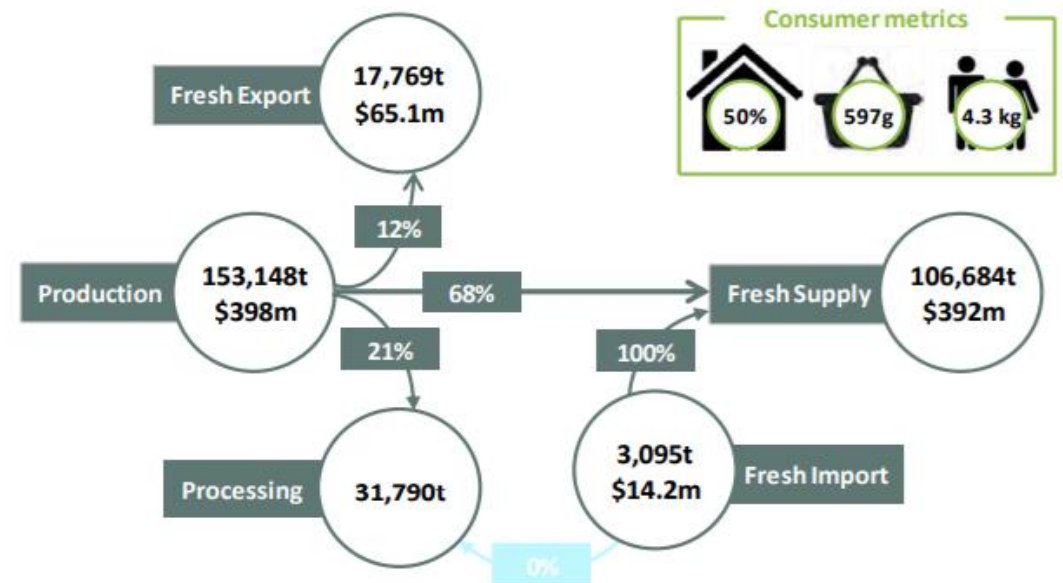 Consumer metrics
50%
597g
4.3 kg
Fresh Export
17,769t
$65.1m
12%
Production
153,148t
$398m
68%
Fresh Supply
106,684t
$392m
21%
100%
Processing
31,790t
3,095t
$14.2m
Fresh Import
0%